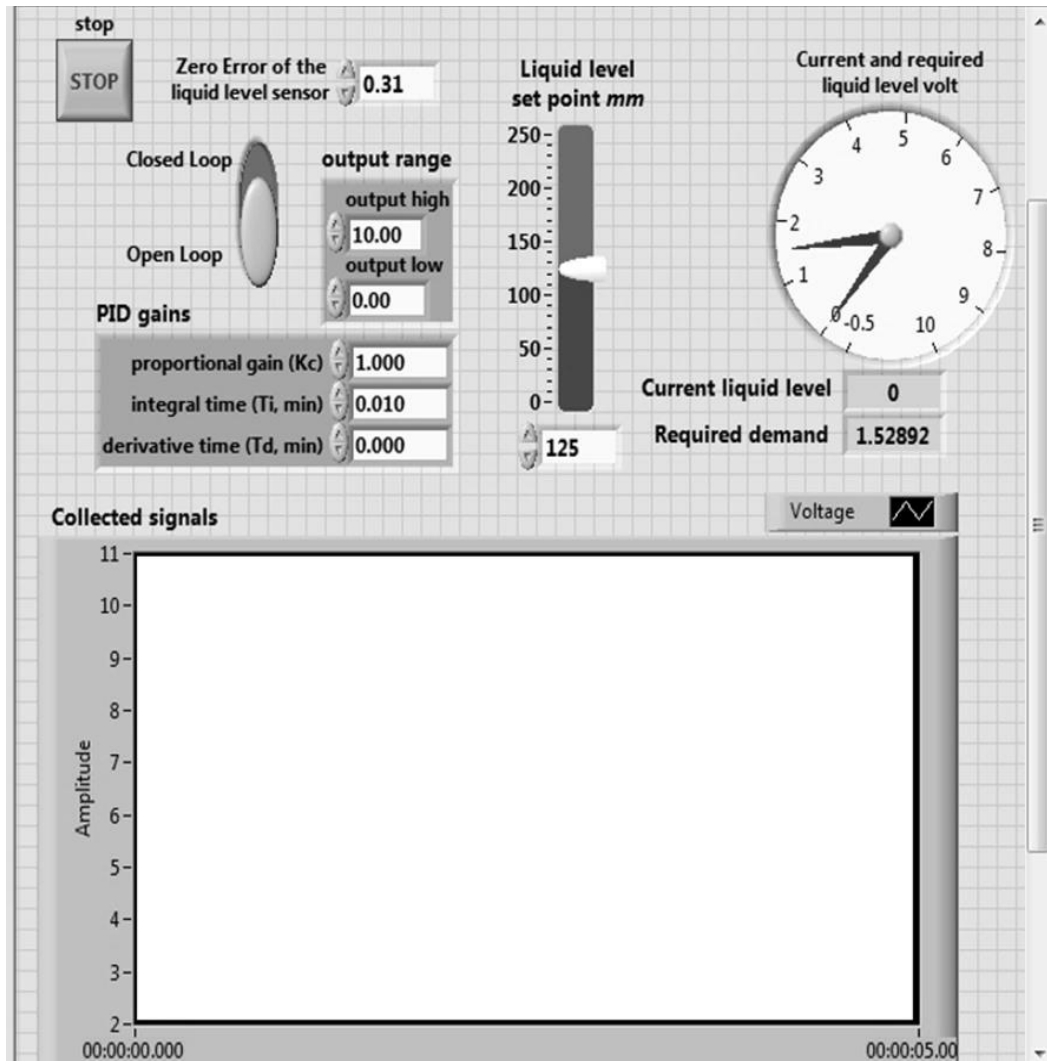 stop
STOP
Zero Error of the
liquid level sensor
0.31
Closed Loop
Open Loop
output range
output high
10.00
output low
0.00
PID gains
proportional gain (Kc)
1.000
integral time (Ti, min)
0.010
derivative time (Td, min)
0.000
Liquid level
set point mm
250
200
150
100
50
0
125
Current and required
liquid level volt
-0.5
0
1
2
3
4
5
6
7
8
9
10
Current liquid level
0
Required demand
1.52892
Collected signals
Voltage
Amplitude
11
10
9
8
7
6
5
4
3
2
00:00:00.000
00:00:05.00